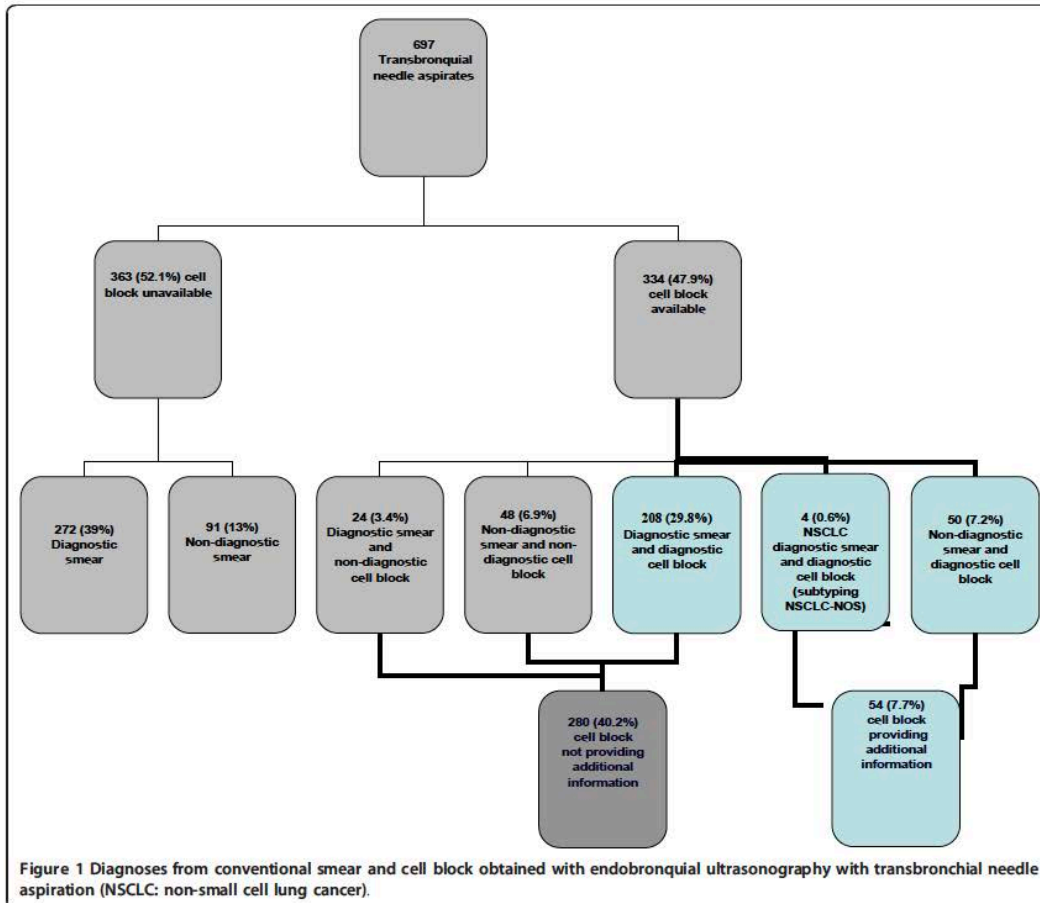 697
Transbronquial
needle aspirates
363 (52.1%) cell
block unavailable
334 (47.9%)
cell block
available
272 (39%)
Diagnostic
smear
91 (13%)
Non-diagnostic
smear
24 (3.4%)
Diagnostic smear
and
non-diagnostic
cell block
48 (6.9%)
Non-diagnostic
smear and non-
diagnostic cell
block
208 (29.8%)
Diagnostic smear
and diagnostic
cell block
4 (0.6%)
NSCLC
diagnostic smear
and diagnostic
cell block
(subtyping
NSCLC-NOS)
50 (7.2%)
Non-diagnostic
smear and
diagnostic cell block
280 (40.2%)
cell block
not providing
additional
information
54 (7.7%)
cell block
providing
additional
information
Figure 1 Diagnoses from conventional smear and cell block obtained with endobronquial ultrasonography with transbronchial needle
aspiration (NSCLC: non-small cell lung cancer).